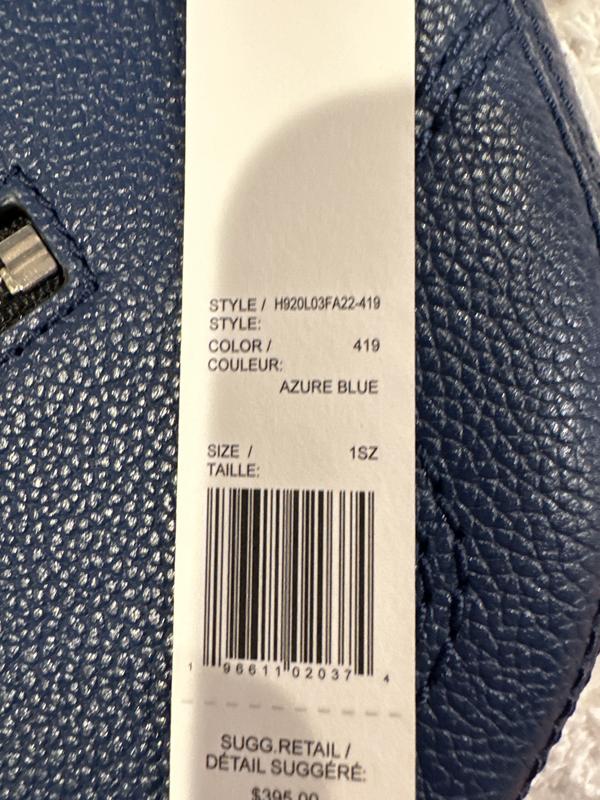 STYLE / H920L03FA22-419
STYLE:
COLOR / 419
COULEUR:
AZURE BLUE
SIZE / 1SZ
TAILLE:
1 96611 02037 4
SUGG.RETAIL /
DÉTAIL SUGGÉRÉ:
$395.00